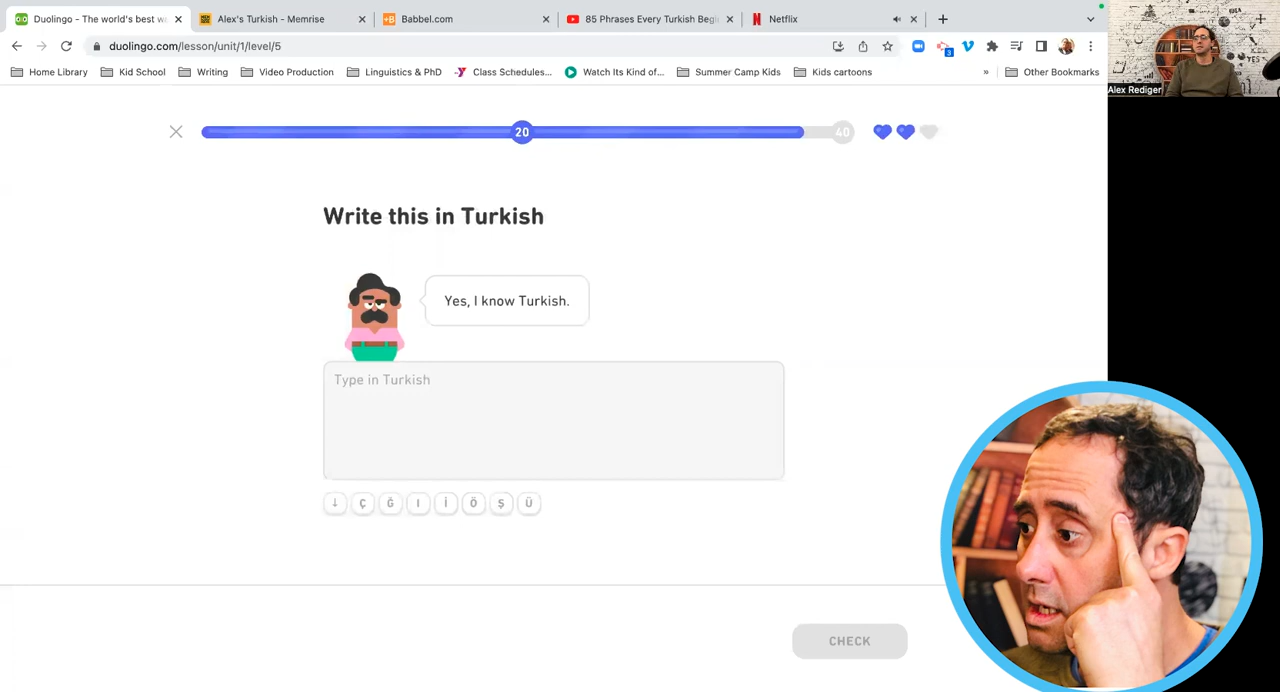 Duolingo - The world's best wa
Alex's Turkish - Memrise
Babbel.com
85 Phrases Every Turkish Begi
Netflix
duolingo.com/lesson/unit/1/level/5
3
Home Library
Kid School
Writing
Video Production
Linguistics & PhD
Class Schedules...
Watch Its Kind of...
Summer Camp Kids
Kids cartoons
»
Other Bookmarks
Alex Rediger
20
40
Write this in Turkish
Yes, I know Turkish.
Type in Turkish
↓ Ç Ğ I İ Ö Ş Ü
CHECK